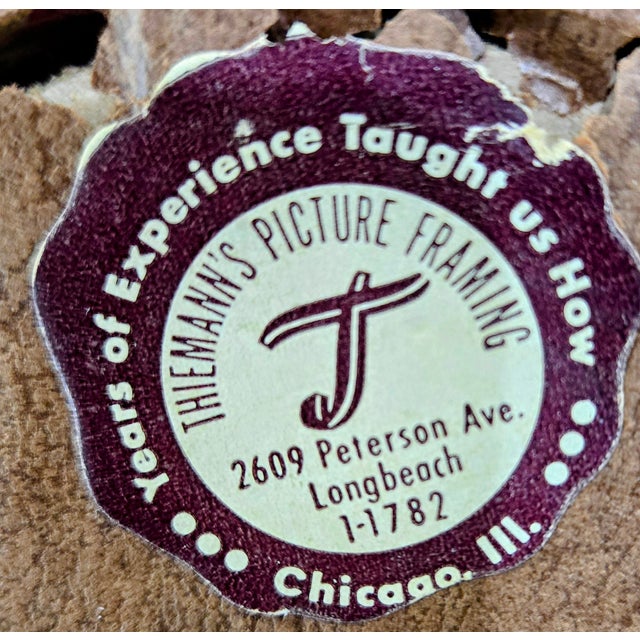 Years of Experience Taught us How
THIEMANN'S PICTURE FRAMING
T
2609 Peterson Ave.
Longbeach
1-1782
Chicago, Ill.